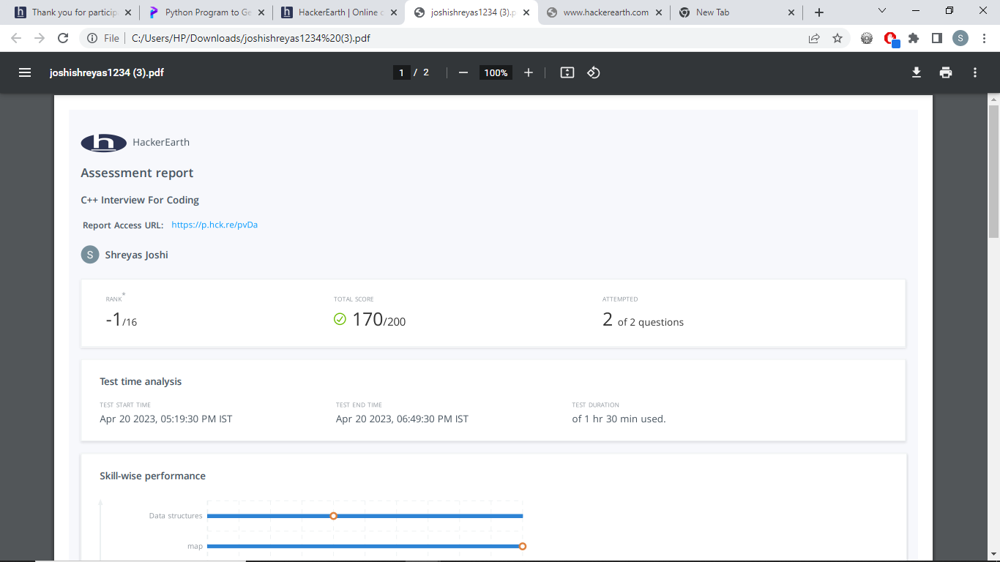 Thank you for particip
Python Program to Ge
HackerEarth | Online c
joshishreyas1234 (3).p
www.hackerearth.com
New Tab
File
C:/Users/HP/Downloads/joshishreyas1234%20(3).pdf
S
joshishreyas1234 (3).pdf
1 / 2
100%
h HackerEarth
Assessment report
C++ Interview For Coding
Report Access URL: https://p.hck.re/pvDa
S Shreyas Joshi
RANK* TOTAL SCORE ATTEMPTED
-1/16 170/200 2 of 2 questions
Test time analysis
TEST START TIME TEST END TIME TEST DURATION
Apr 20 2023, 05:19:30 PM IST Apr 20 2023, 06:49:30 PM IST of 1 hr 30 min used.
Skill-wise performance
Data structures
map